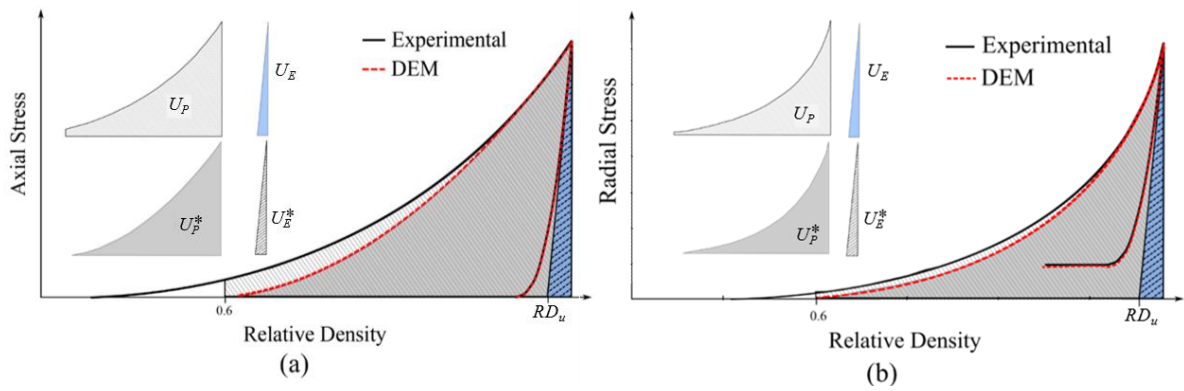 Axial Stress
U_P
U_E
U_P^*
U_E^*
Experimental
DEM
0.6
RD_u
Relative Density
(a)
Radial Stress
U_P
U_E
U_P^*
U_E^*
Experimental
DEM
0.6
RD_u
Relative Density
(b)